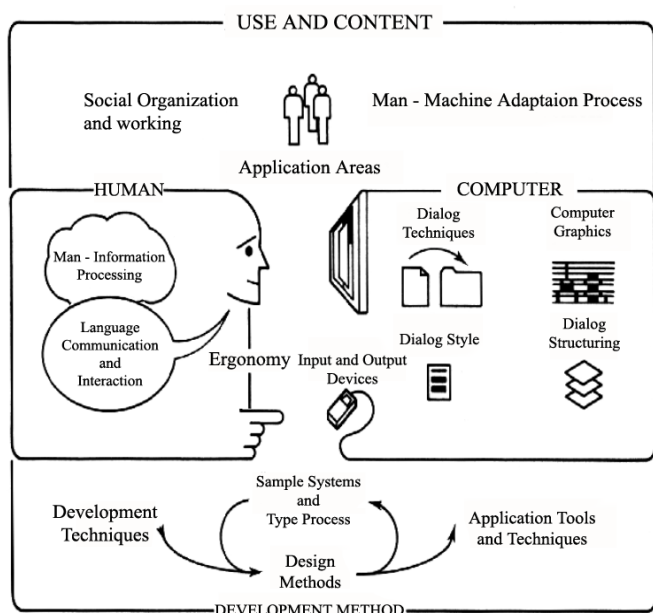 USE AND CONTENT
Social Organization
and working
Man - Machine Adaptaion Process
Application Areas
HUMAN
COMPUTER
Man - Information
Processing
Language
Communication
and
Interaction
Ergonomy
Dialog
Techniques
Computer
Graphics
Dialog Style
Dialog
Structuring
Input and Output
Devices
Development
Techniques
Sample Systems
and
Type Process
Design
Methods
Application Tools
and Techniques
DEVELOPMENT METHOD